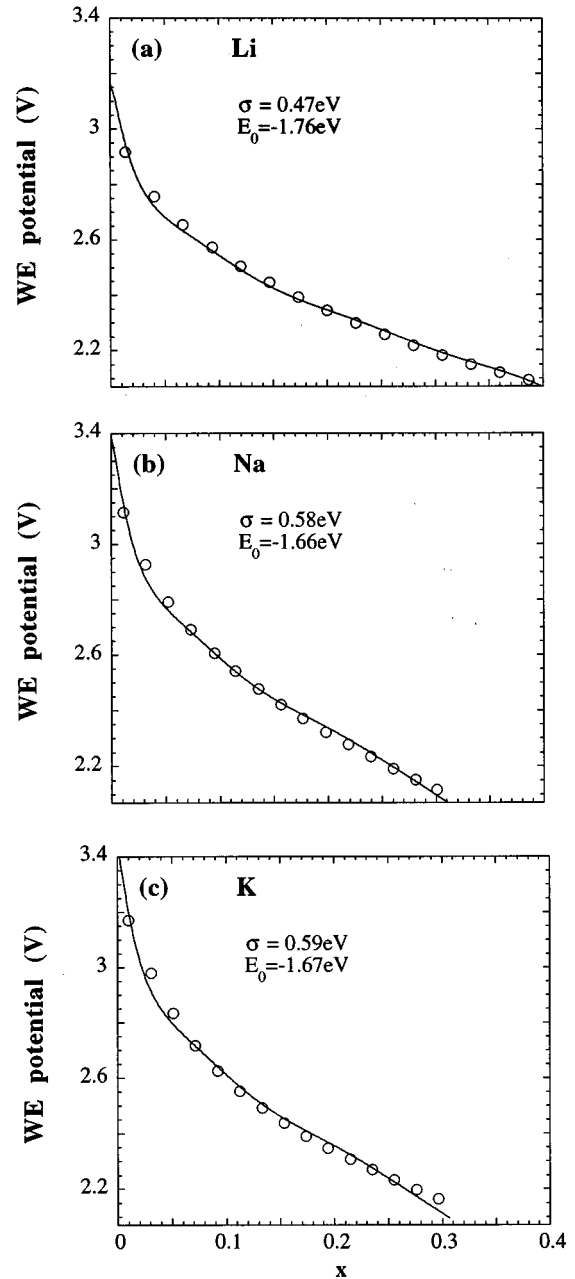 3.4
(a) Li
σ = 0.47eV
E0=-1.76eV
3
2.6
2.2
WE potential (V)
3.4
(b) Na
σ = 0.58eV
E0=-1.66eV
3
2.6
2.2
WE potential (V)
3.4
(c) K
σ = 0.59eV
E0=-1.67eV
3
2.6
2.2
WE potential (V)
0 0.1 0.2 0.3 0.4
x